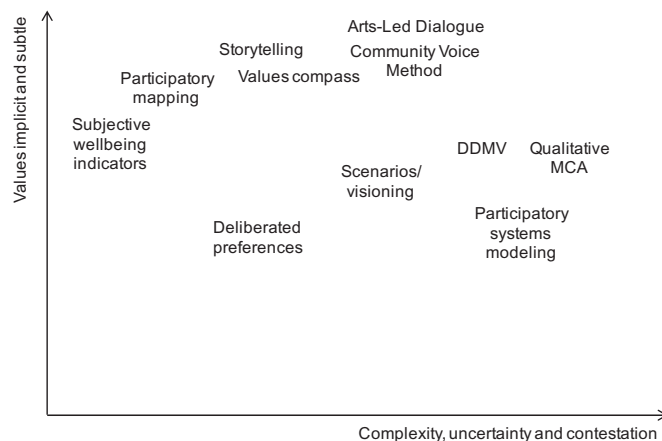 Values implicit and subtle
Arts-Led Dialogue
Storytelling
Community Voice
Method
Values compass
Participatory
mapping
Subjective
wellbeing
indicators
DDMV
Qualitative
MCA
Scenarios/
visioning
Deliberated
preferences
Participatory
systems
modeling
Complexity, uncertainty and contestation